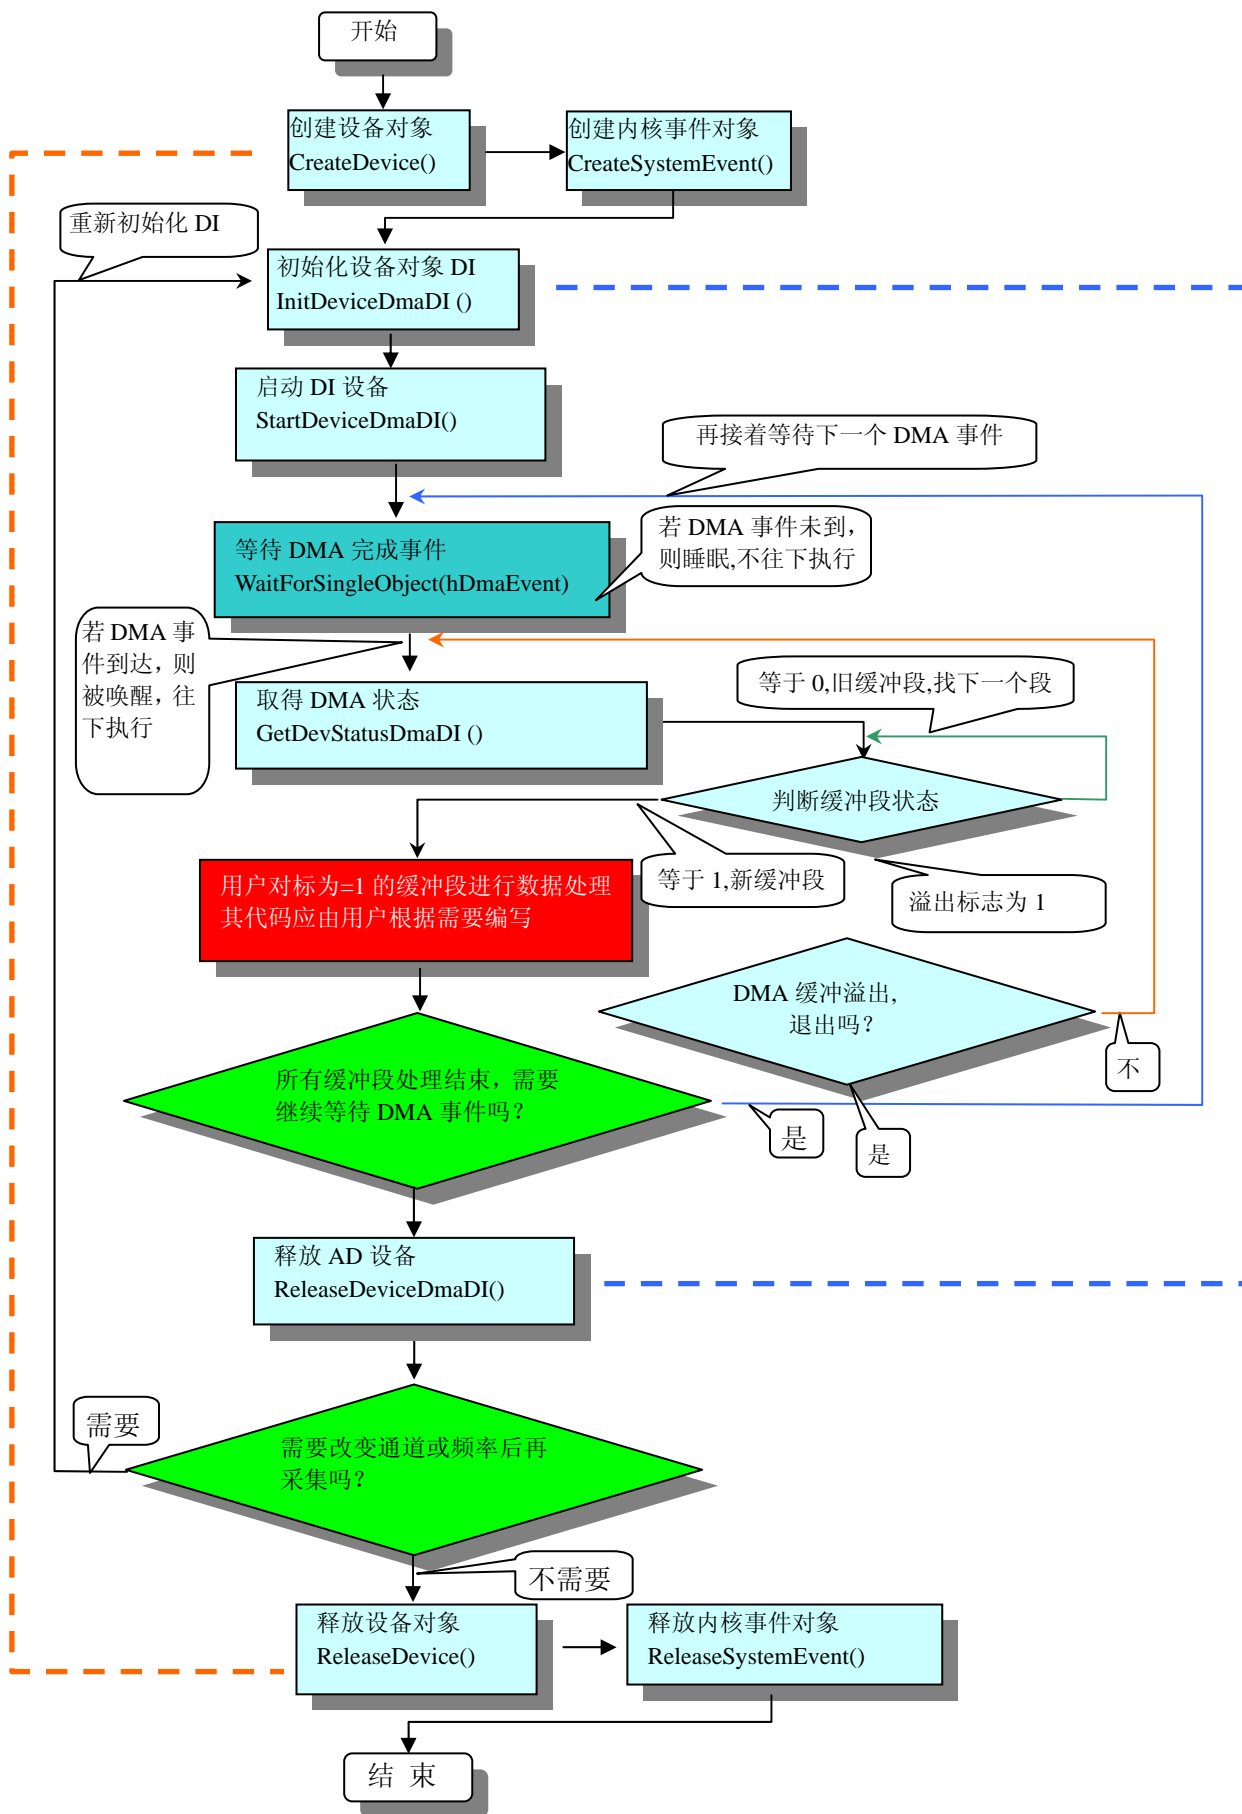 开始
创建设备对象
CreateDevice()
创建内核事件对象
CreateSystemEvent()
重新初始化 DI
初始化设备对象 DI
InitDeviceDmaDI ()
启动 DI 设备
StartDeviceDmaDI()
再接着等待下一个 DMA 事件
等待 DMA 完成事件
WaitForSingleObject(hDmaEvent)
若 DMA 事件未到，
则睡眠,不往下执行
若 DMA 事
件到达，则
被唤醒，往
下执行
取得 DMA 状态
GetDevStatusDmaDI ()
等于 0,旧缓冲段,找下一个段
判断缓冲段状态
等于 1,新缓冲段
溢出标志为 1
用户对标为=1 的缓冲段进行数据处理
其代码应由用户根据需要编写
DMA 缓冲溢出,
退出吗？
不
所有缓冲段处理结束，需要
继续等待 DMA 事件吗？
是
是
释放 AD 设备
ReleaseDeviceDmaDI()
需要
需要改变通道或频率后再
采集吗？
不需要
释放设备对象
ReleaseDevice()
释放内核事件对象
ReleaseSystemEvent()
结 束